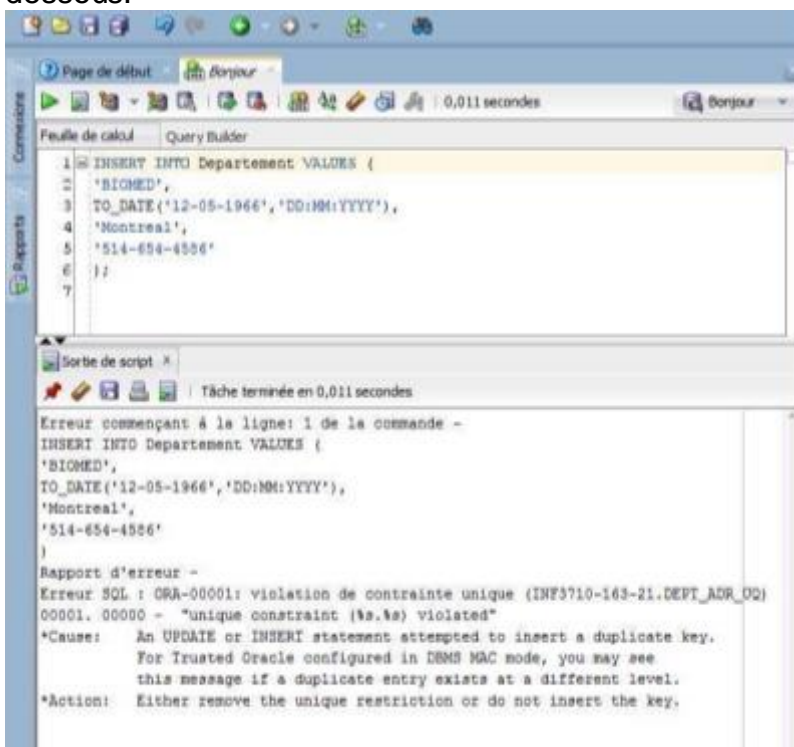 dessous.
Page de début
Bonjour
0,011 secondes
Bonjour
Connexions
Feuille de calcul
Query Builder
1 INSERT INTO Departement VALUES (
2 'BIOMED',
3 TO_DATE('12-05-1966','DD:MM:YYYY'),
4 'Montreal',
5 '514-654-4586'
6 );
7
Rapports
Sortie de script
Tâche terminée en 0,011 secondes
Erreur commençant à la ligne: 1 de la commande -
INSERT INTO Departement VALUES (
'BIOMED',
TO_DATE('12-05-1966','DD:MM:YYYY'),
'Montreal',
'514-654-4586'
)
Rapport d'erreur -
Erreur SQL : ORA-00001: violation de contrainte unique (INF3710-163-21.DEPT_ADR_UQ)
00001. 00000 - "unique constraint (%s.%s) violated"
*Cause: An UPDATE or INSERT statement attempted to insert a duplicate key.
For Trusted Oracle configured in DBMS MAC mode, you may see
this message if a duplicate entry exists at a different level.
*Action: Either remove the unique restriction or do not insert the key.